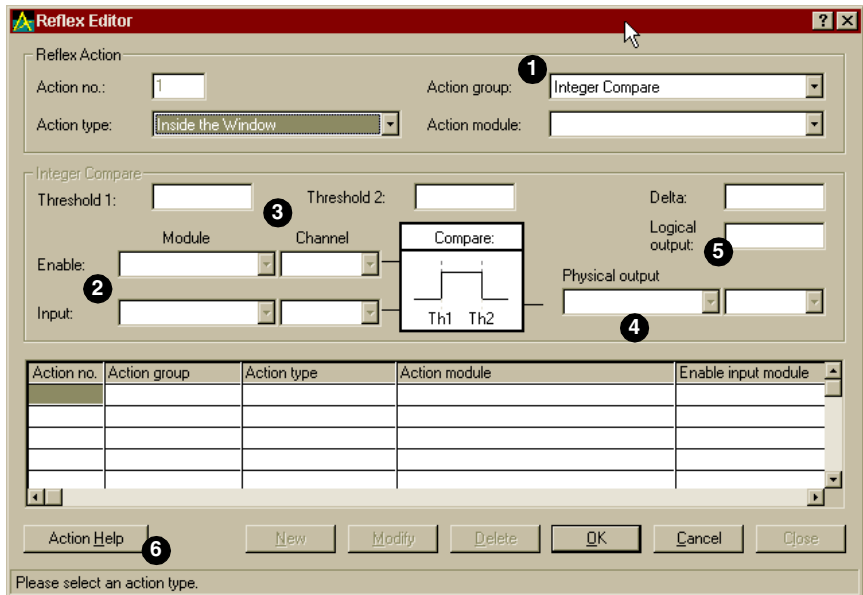 Reflex Editor
Reflex Action
1
Action no.: 1
Action group: Integer Compare
Action type: Inside the Window
Action module:
Integer Compare
Threshold 1:
3
Threshold 2:
Delta:
Module
Channel
Compare:
Logical output:
5
Enable:
2
Physical output
Input:
Th1 Th2
4
Action no. Action group Action type Action module Enable input module
Action Help
6
New
Modify
Delete
OK
Cancel
Close
Please select an action type.